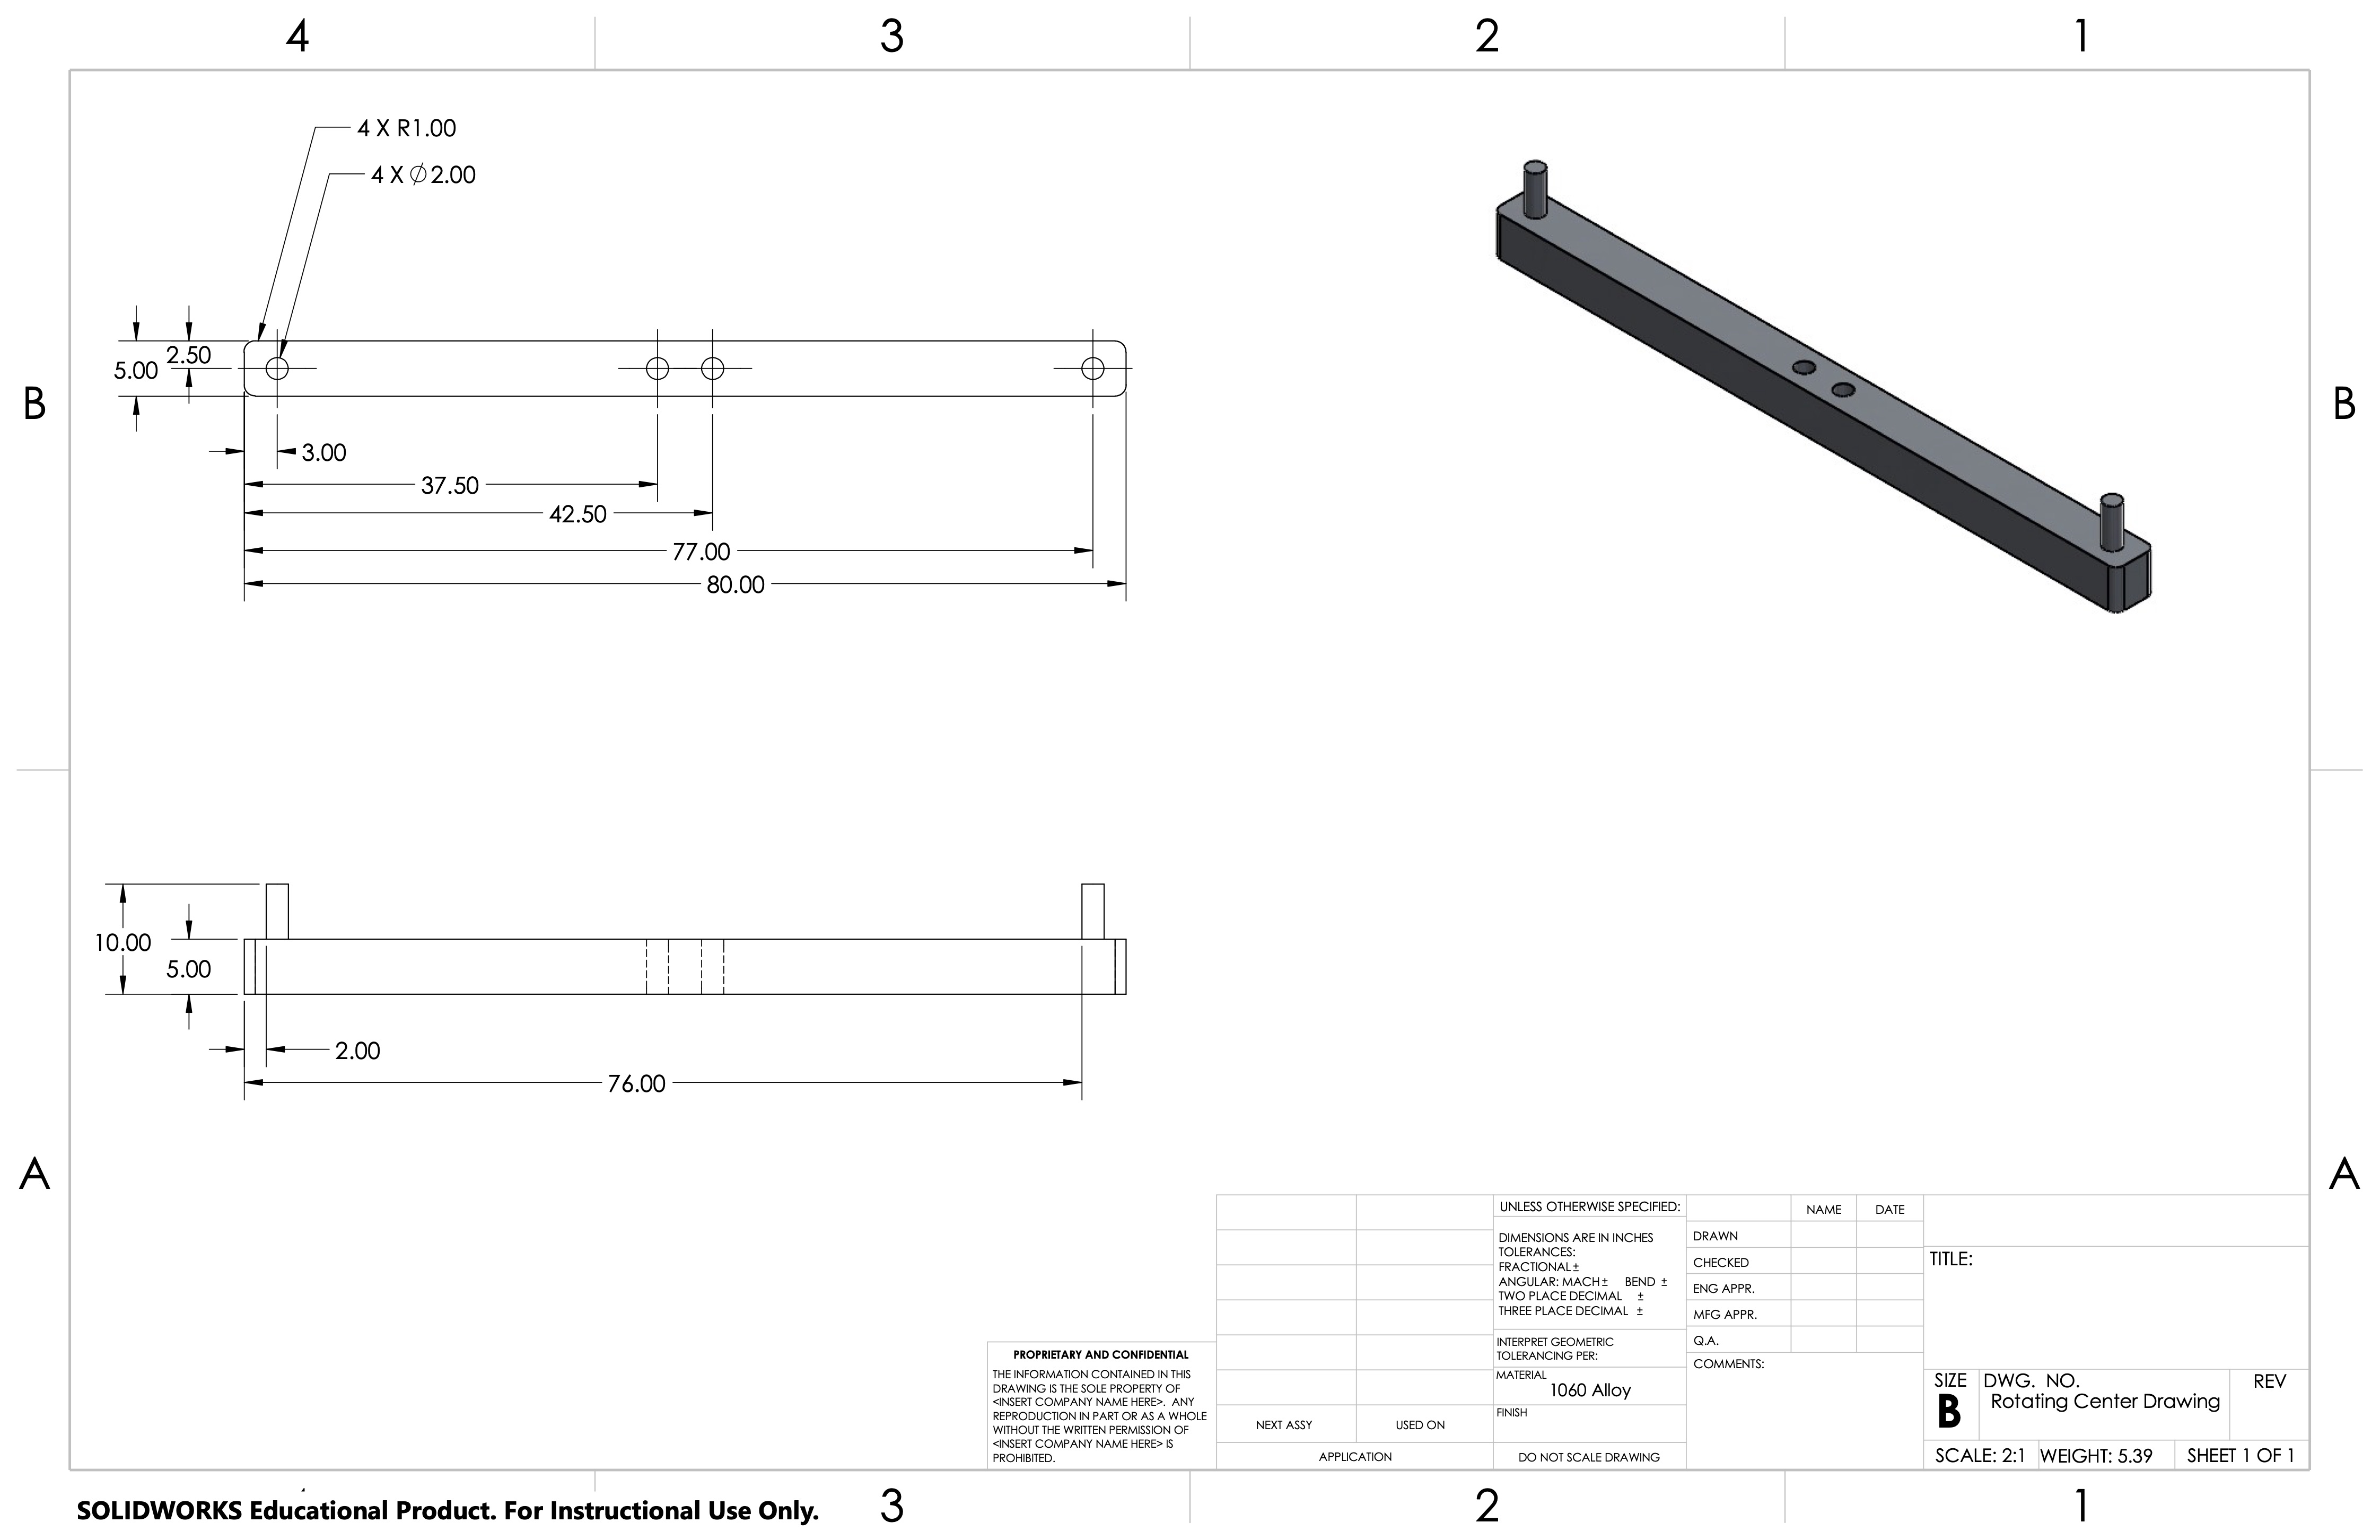 4 3 2 1
4 X R1.00
4 X ∅2.00
2.50
5.00
B B
3.00
37.50
42.50
77.00
80.00
10.00
5.00
2.00
76.00
A A
UNLESS OTHERWISE SPECIFIED:
DIMENSIONS ARE IN INCHES
TOLERANCES:
FRACTIONAL ±
ANGULAR: MACH ± BEND ±
TWO PLACE DECIMAL ±
THREE PLACE DECIMAL ±
INTERPRET GEOMETRIC
TOLERANCING PER:
MATERIAL
1060 Alloy
FINISH
DO NOT SCALE DRAWING
NAME DATE
DRAWN
CHECKED
ENG APPR.
MFG APPR.
Q.A.
COMMENTS:
TITLE:
SIZE
B
DWG. NO.
Rotating Center Drawing
REV
SCALE: 2:1 WEIGHT: 5.39 SHEET 1 OF 1
PROPRIETARY AND CONFIDENTIAL
THE INFORMATION CONTAINED IN THIS
DRAWING IS THE SOLE PROPERTY OF
<INSERT COMPANY NAME HERE>. ANY
REPRODUCTION IN PART OR AS A WHOLE
WITHOUT THE WRITTEN PERMISSION OF
<INSERT COMPANY NAME HERE> IS
PROHIBITED.
NEXT ASSY USED ON
APPLICATION
SOLIDWORKS Educational Product. For Instructional Use Only.
3 2 1